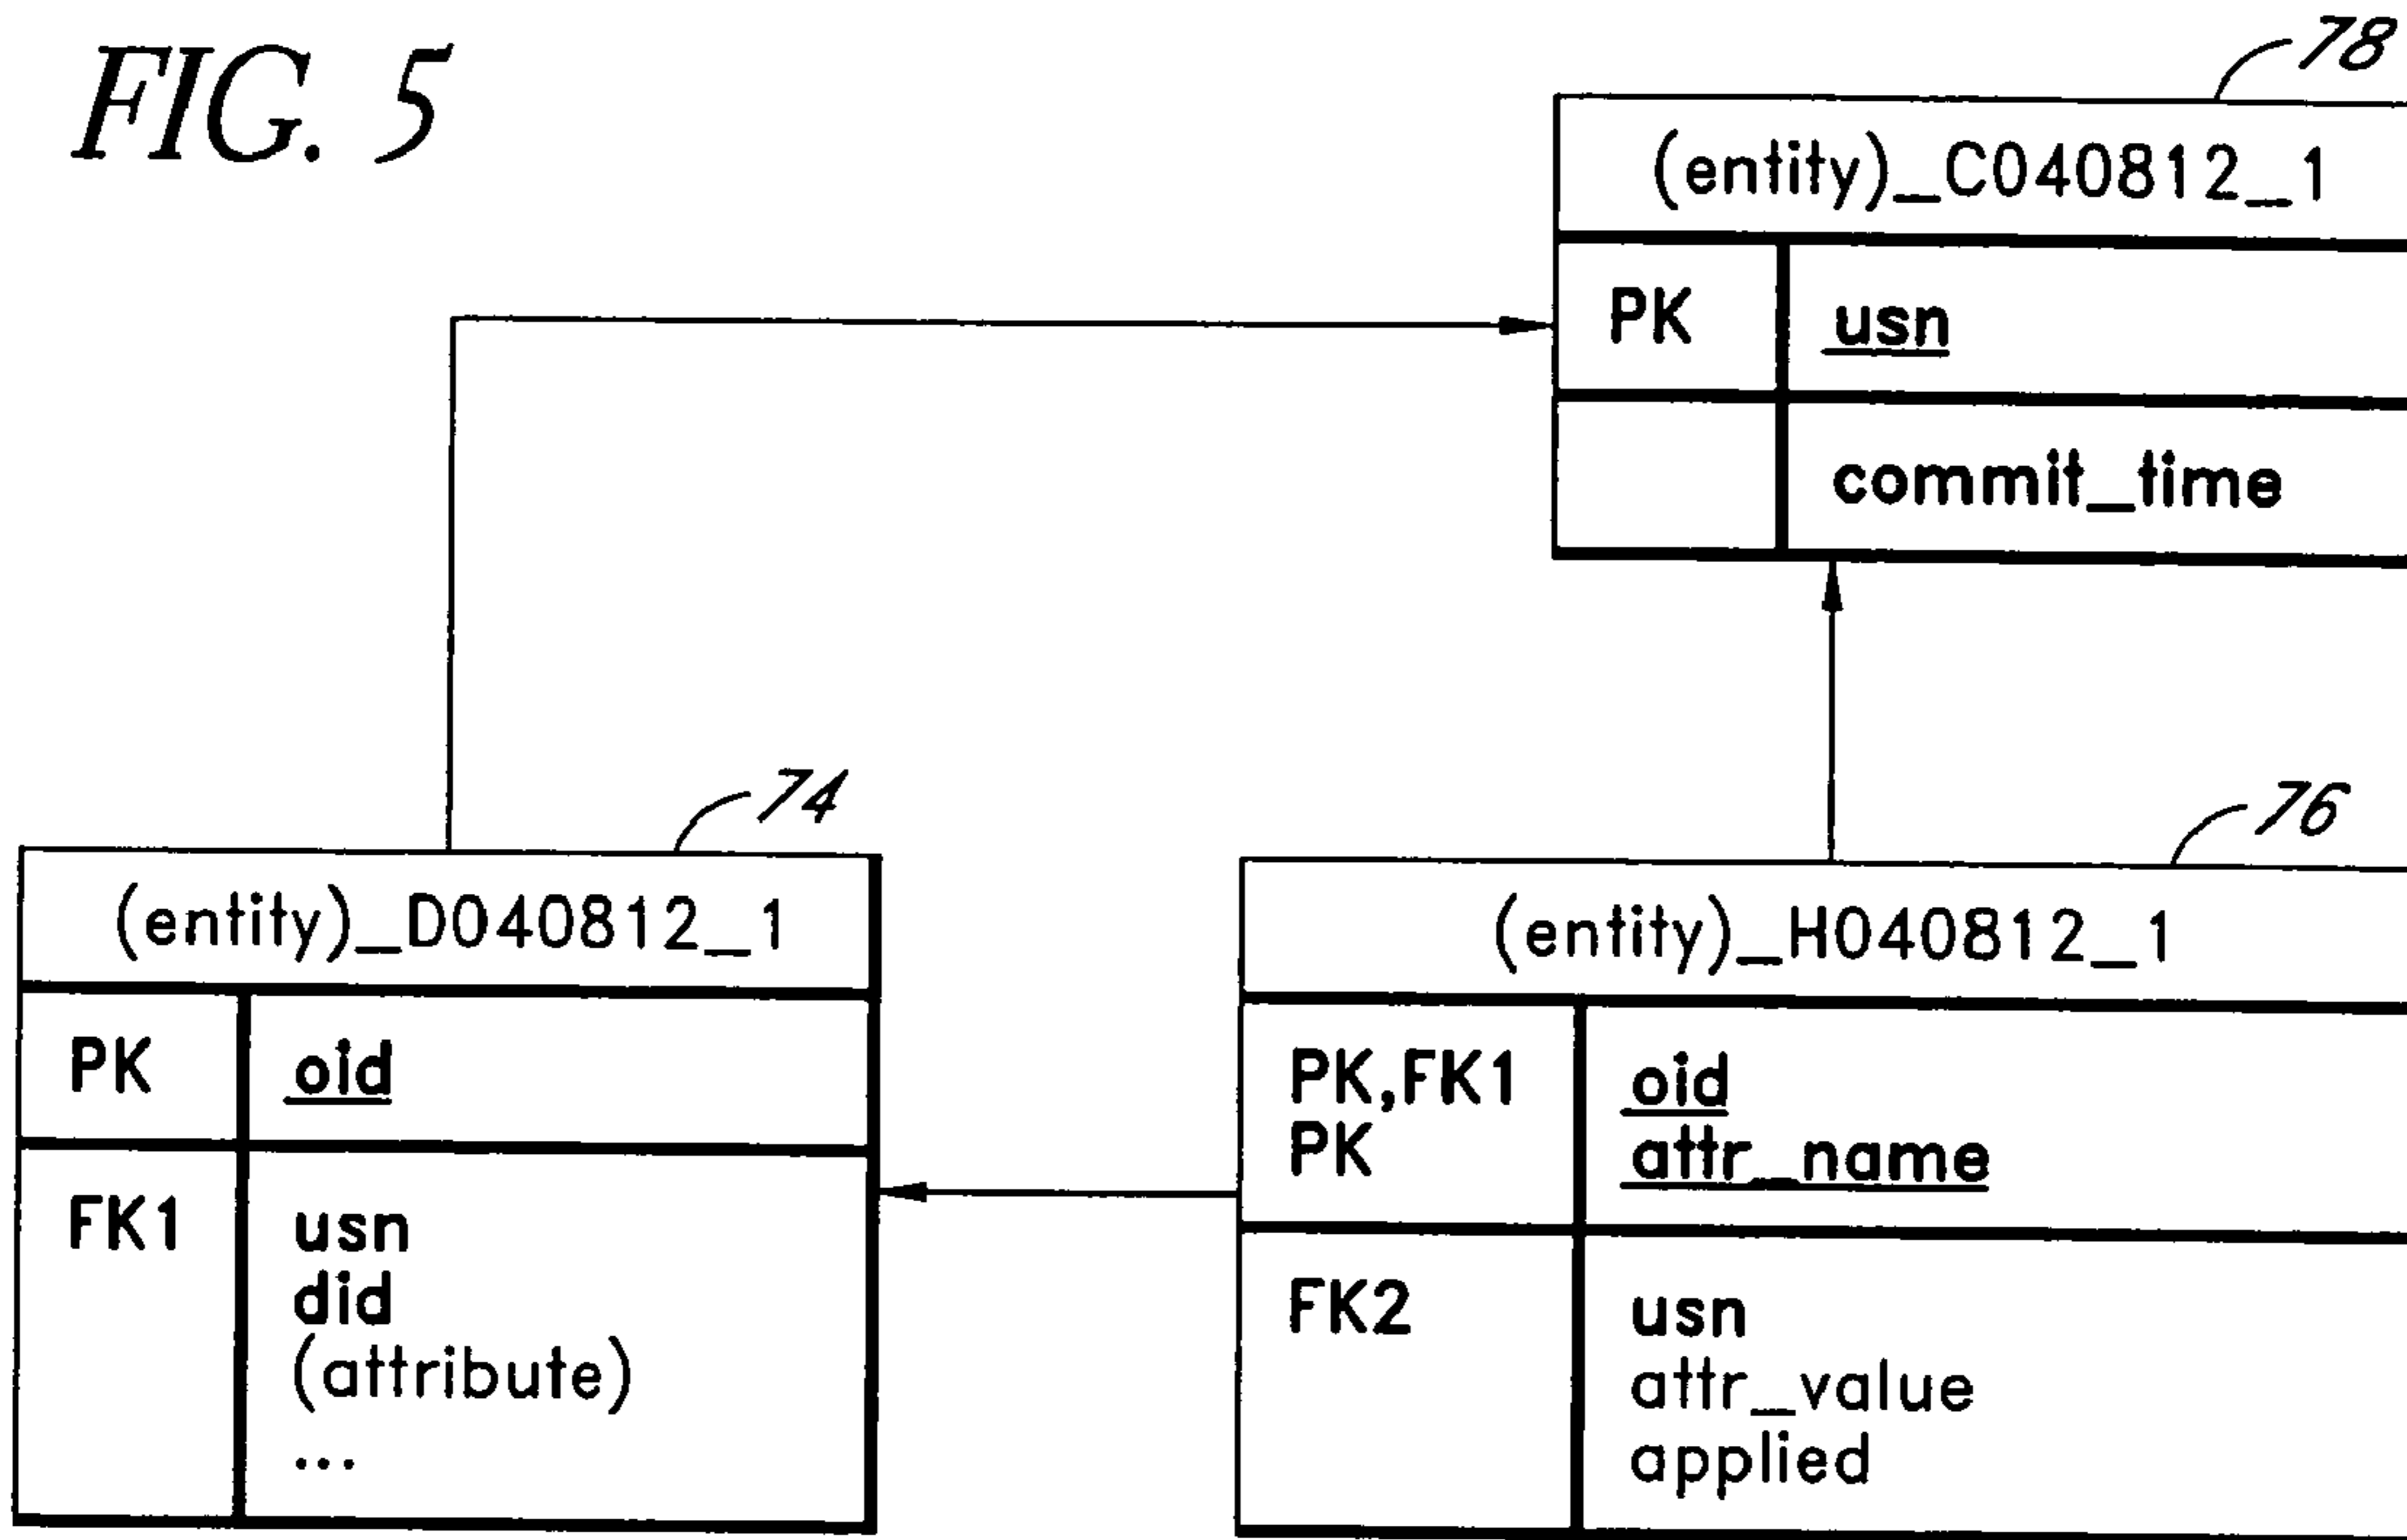 FIG. 5
78
(entity)_C040812_1
PK usn
commit_time
74
(entity)_D040812_1
PK oid
FK1 usn
did
(attribute)
...
76
(entity)_H040812_1
PK,FK1 oid
PK attr_name
FK2 usn
attr_value
applied